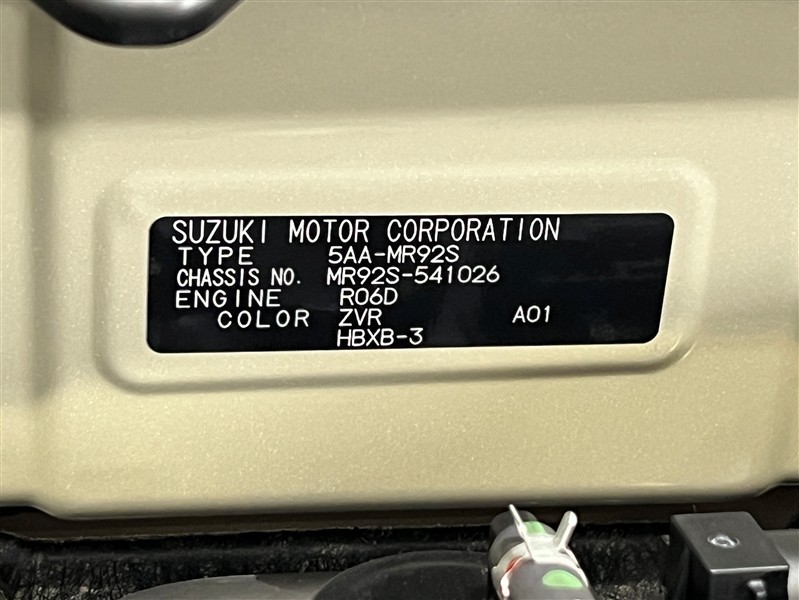 SUZUKI MOTOR CORPORATION
TYPE 5AA-MR92S
CHASSIS NO. MR92S-541026
ENGINE R06D
COLOR ZVR A01
HBXB-3